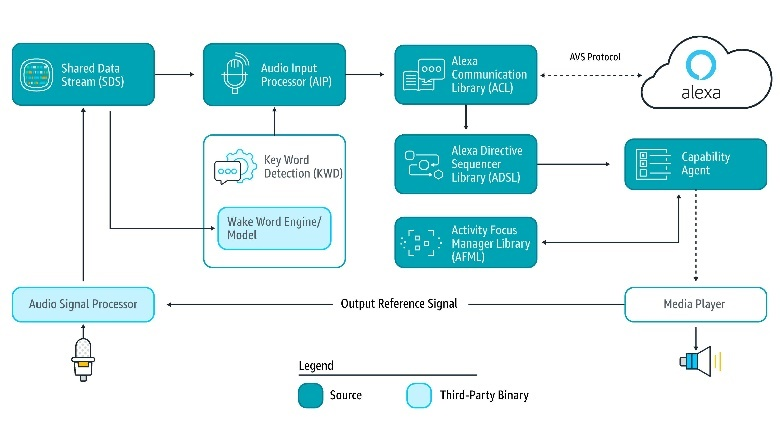 Shared Data
Stream (SDS)
Audio Input
Processor (AIP)
Alexa
Communication
Library (ACL)
AVS Protocol
alexa
Key Word
Detection (KWD)
Wake Word Engine/
Model
Alexa Directive
Sequencer
Library (ADSL)
Capability
Agent
Activity Focus
Manager Library
(AFML)
Audio Signal Processor
Output Reference Signal
Media Player
Legend
Source
Third-Party Binary